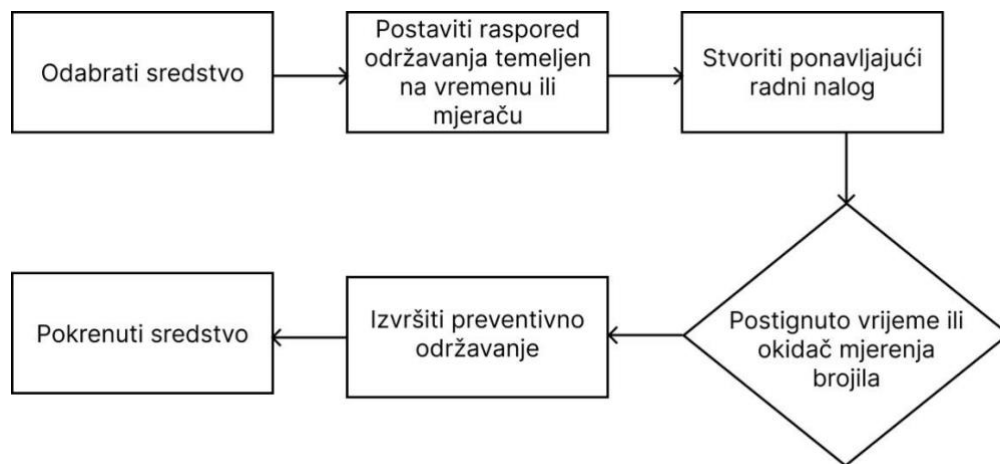 Odabrati sredstvo
Postaviti raspored
održavanja temeljen
na vremenu ili
mjeraču
Stvoriti ponavljajući
radni nalog
Postignuto vrijeme ili
okidač mjerenja
brojila
Izvršiti preventivno
održavanje
Pokrenuti sredstvo